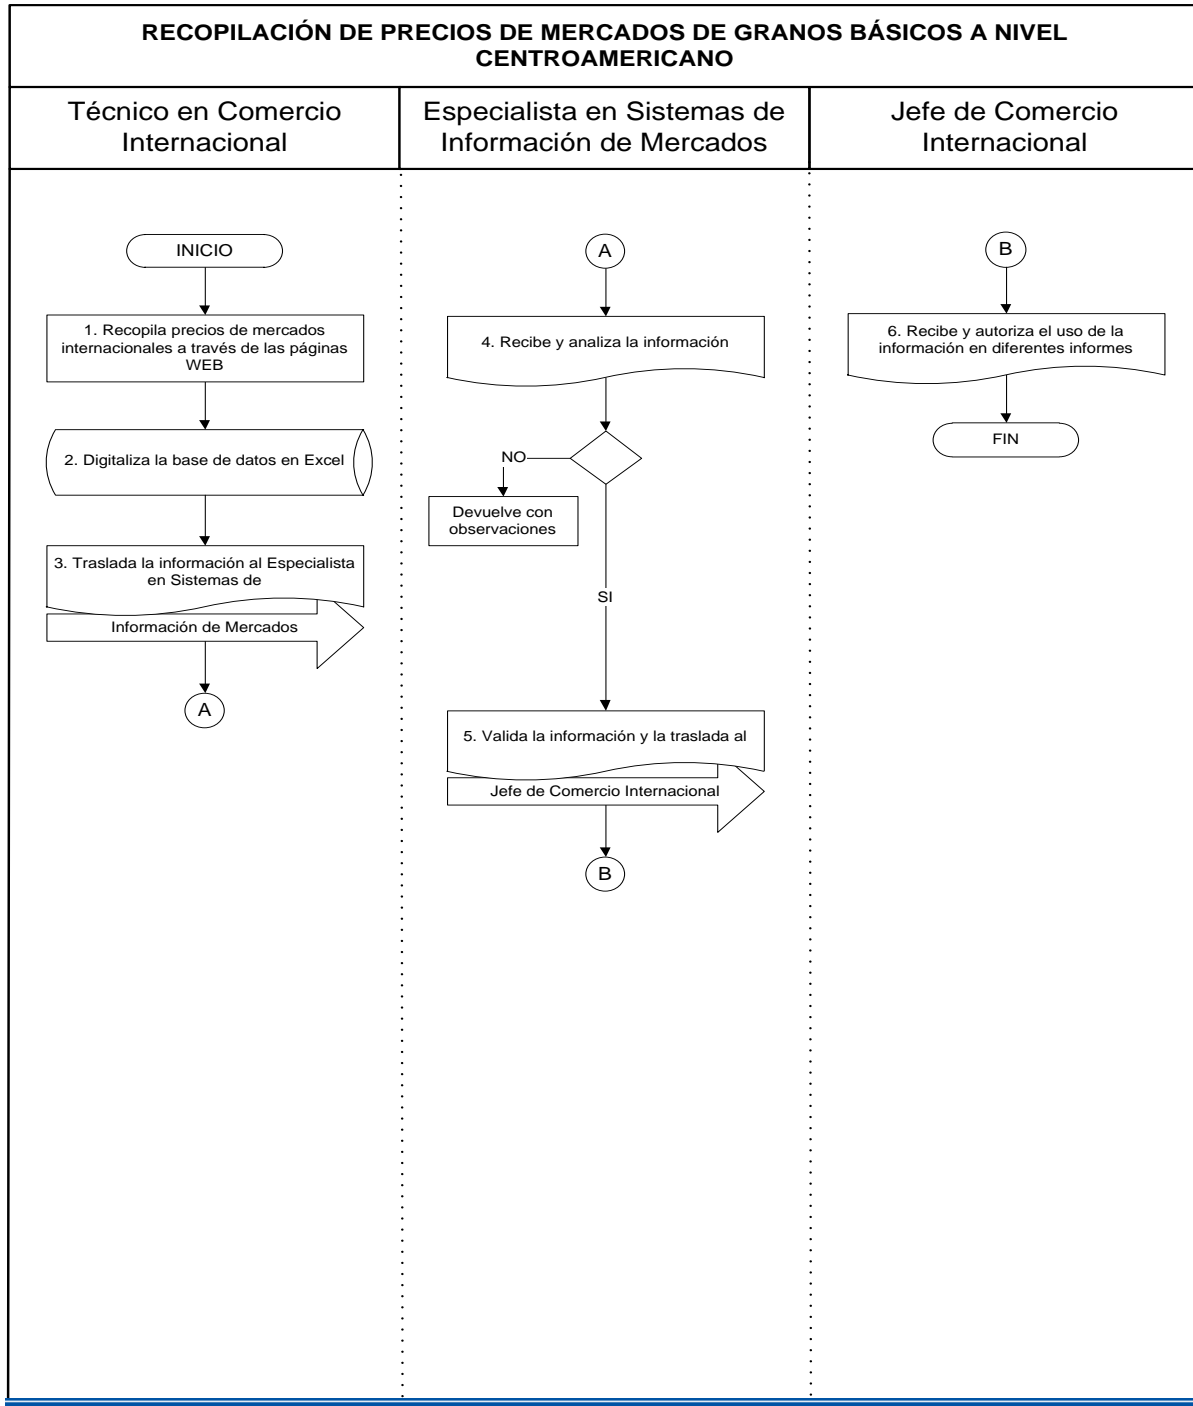 RECOPILACIÓN DE PRECIOS DE MERCADOS DE GRANOS BÁSICOS A NIVEL
CENTROAMERICANO
Técnico en Comercio
Internacional
Especialista en Sistemas de
Información de Mercados
Jefe de Comercio
Internacional
INICIO
1. Recopila precios de mercados
internacionales a través de las páginas
WEB
2. Digitaliza la base de datos en Excel
3. Traslada la información al Especialista
en Sistemas de
Información de Mercados
A
A
4. Recibe y analiza la información
NO
Devuelve con
observaciones
SI
5. Valida la información y la traslada al
Jefe de Comercio Internacional
B
B
6. Recibe y autoriza el uso de la
información en diferentes informes
FIN